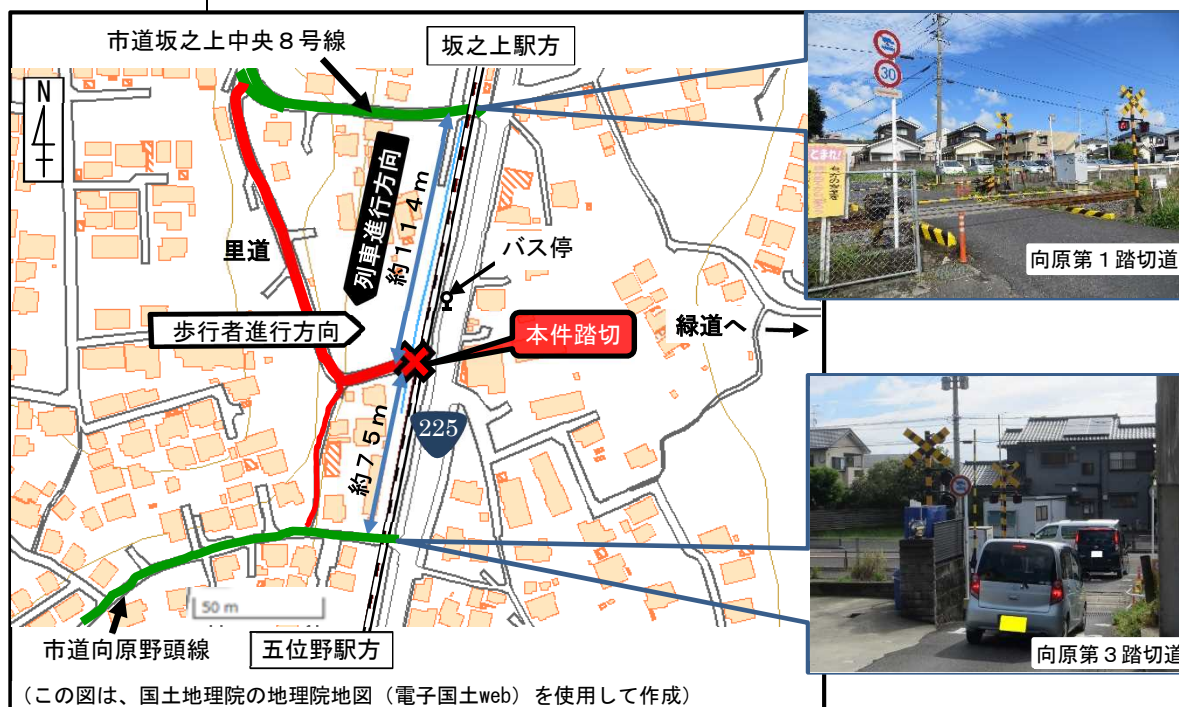 市道坂之上中央８号線
坂之上駅方
N
列車進行方向
約１１４ｍ
里道
バス停
歩行者進行方向
本件踏切
緑道へ
225
約７５ｍ
50 m
市道向原野頭線
五位野駅方
（この図は、国土地理院の地理院地図（電子国土web）を使用して作成）
30
とまれ!
向原第１踏切道
向原第３踏切道